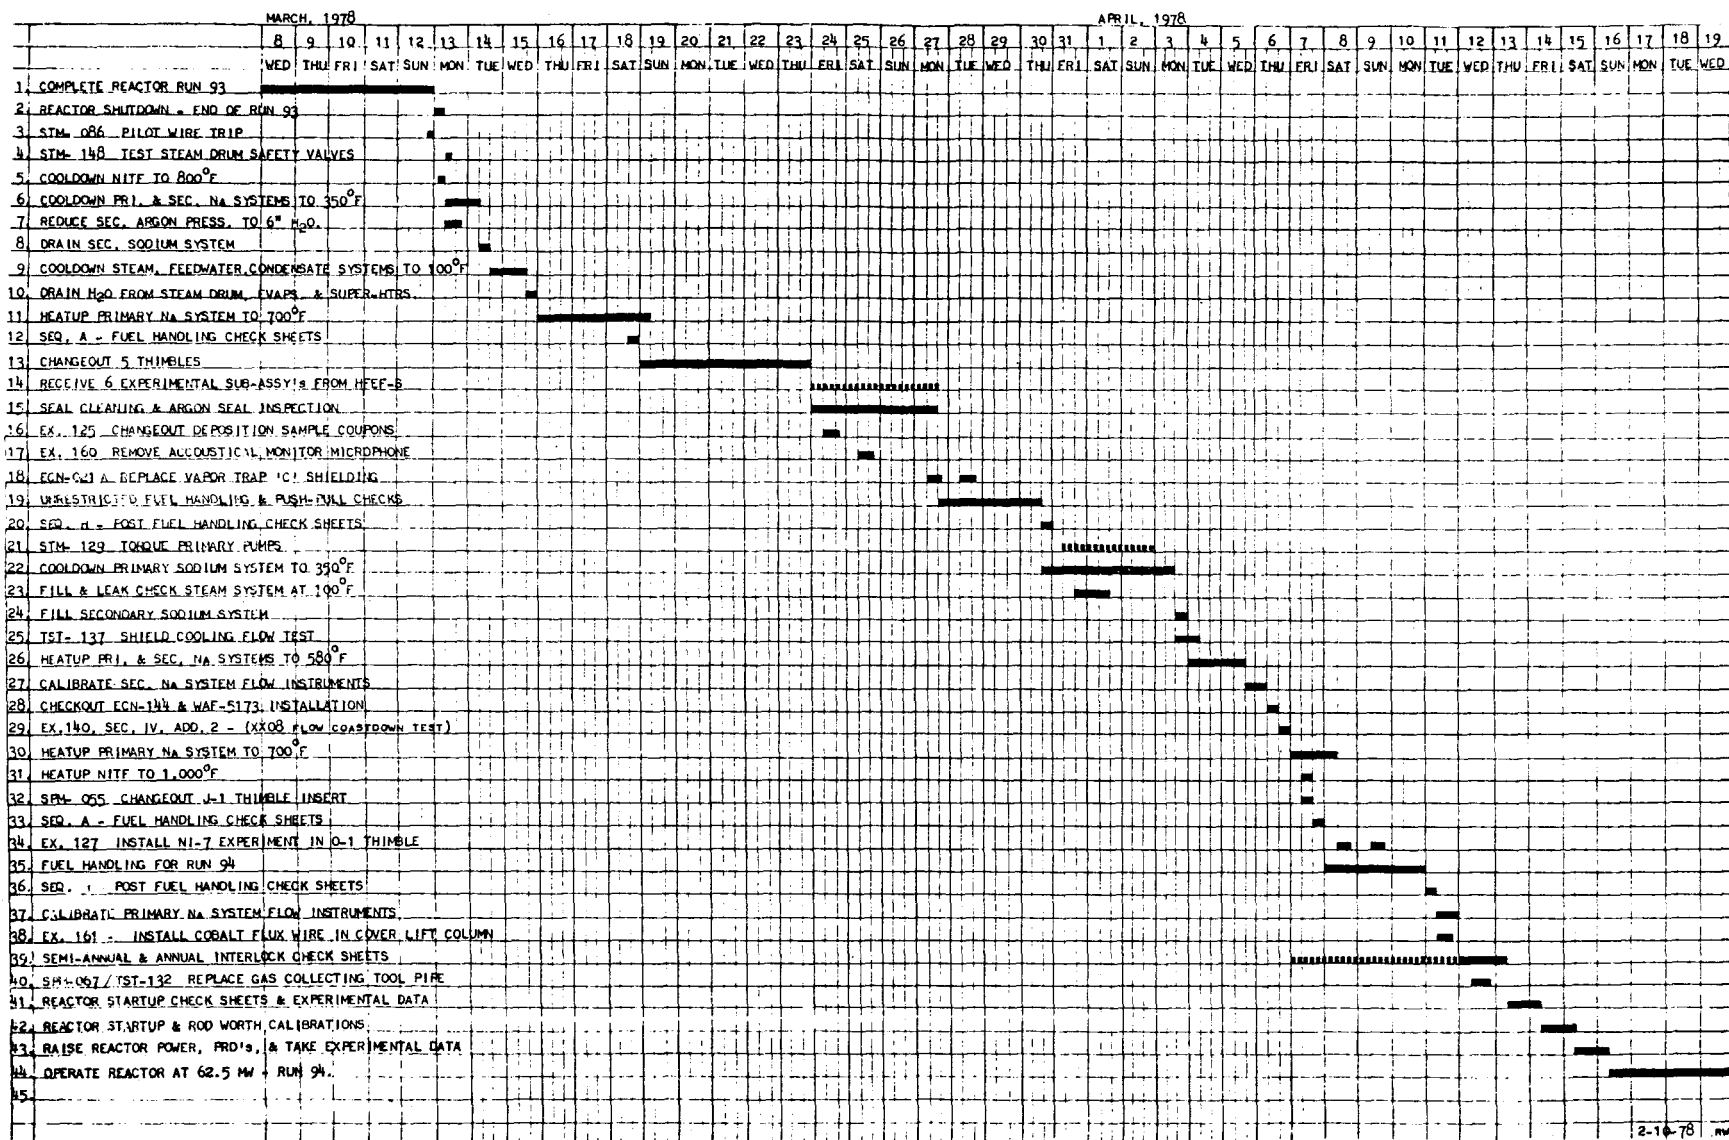 MARCH, 1978 APRIL, 1978
8 9 10 11 12 13 14 15 16 17 18 19 20 21 22 23 24 25 26 27 28 29 30 31 1 2 3 4 5 6 7 8 9 10 11 12 13 14 15 16 17 18 19
WED THU FRI SAT SUN MON TUE WED THU FRI SAT SUN MON TUE WED THU FRI SAT SUN MON TUE WED THU FRI SAT SUN MON TUE WED THU FRI SAT SUN MON TUE WED THU FRI SAT SUN MON TUE WED
1. COMPLETE REACTOR RUN 93
2. REACTOR SHUTDOWN - END OF RUN 93
3. STM- 086 PILOT WIRE TRIP
4. STM- 148 TEST STEAM DRUM SAFETY VALVES
5. COOLDOWN NITF TO 800°F
6. COOLDOWN PRI. & SEC. NA SYSTEMS TO 350°F
7. REDUCE SEC. ARGON PRESS. TO 6" H2O.
8. DRAIN SEC. SODIUM SYSTEM
9. COOLDOWN STEAM, FEEDWATER, CONDENSATE SYSTEMS TO 100°F
10. DRAIN H2O FROM STEAM DRUM, EVAPS. & SUPER-HTRS.
11. HEATUP PRIMARY NA SYSTEM TO 700°F
12. SEQ. A - FUEL HANDLING CHECK SHEETS
13. CHANGEOUT 5 THIMBLES
14. RECEIVE 6 EXPERIMENTAL SUB-ASSY's FROM HFEF-S
15. SEAL CLEANING & ARGON SEAL INSPECTION
16. EX. 125 CHANGEOUT DEPOSITION SAMPLE COUPONS
17. EX. 160 REMOVE ACCOUSTICAL MONITOR MICROPHONE
18. REPLACE VAPOR TRAP 'C' SHIELDING
19. UNRESTRICTED FUEL HANDLING & PUSH-PULL CHECKS
20. SEQ. H - POST FUEL HANDLING CHECK SHEETS
21. STM- 129 TORQUE PRIMARY PUMPS
22. COOLDOWN PRIMARY SODIUM SYSTEM TO 350°F
23. FILL & LEAK CHECK STEAM SYSTEM AT 100°F
24. FILL SECONDARY SODIUM SYSTEM
25. TST- 137 SHIELD COOLING FLOW TEST
26. HEATUP PRI. & SEC. NA SYSTEMS TO 580°F
27. CALIBRATE SEC. NA SYSTEM FLOW INSTRUMENTS
28. CHECKOUT ECN-144 & WAF-5173 INSTALLATION
29. EX.140, SEC. IV, ADD. 2 - (XX08 FLOW COASTDOWN TEST)
30. HEATUP PRIMARY NA SYSTEM TO 700°F
31. HEATUP NITF TO 1,000°F
32. SPM- 055 CHANGEOUT J-1 THIMBLE INSERT
33. SEQ. A - FUEL HANDLING CHECK SHEETS
34. EX. 127 INSTALL NI-7 EXPERIMENT IN O-1 THIMBLE
35. FUEL HANDLING FOR RUN 94
36. SEQ. POST FUEL HANDLING CHECK SHEETS
37. CALIBRATE PRIMARY NA SYSTEM FLOW INSTRUMENTS
38. EX. 161 - INSTALL COBALT FLUX WIRE IN COVER LIFT COLUMN
39. SEMI-ANNUAL & ANNUAL INTERLOCK CHECK SHEETS
40. SPM-067/TST-132 REPLACE GAS COLLECTING TOOL PIPE
41. REACTOR STARTUP CHECK SHEETS & EXPERIMENTAL DATA
42. REACTOR STARTUP & ROD WORTH CALIBRATIONS
43. RAISE REACTOR POWER, PRD's, & TAKE EXPERIMENTAL DATA
44. OPERATE REACTOR AT 62.5 MW - RUN 94.
45.
2-10-78